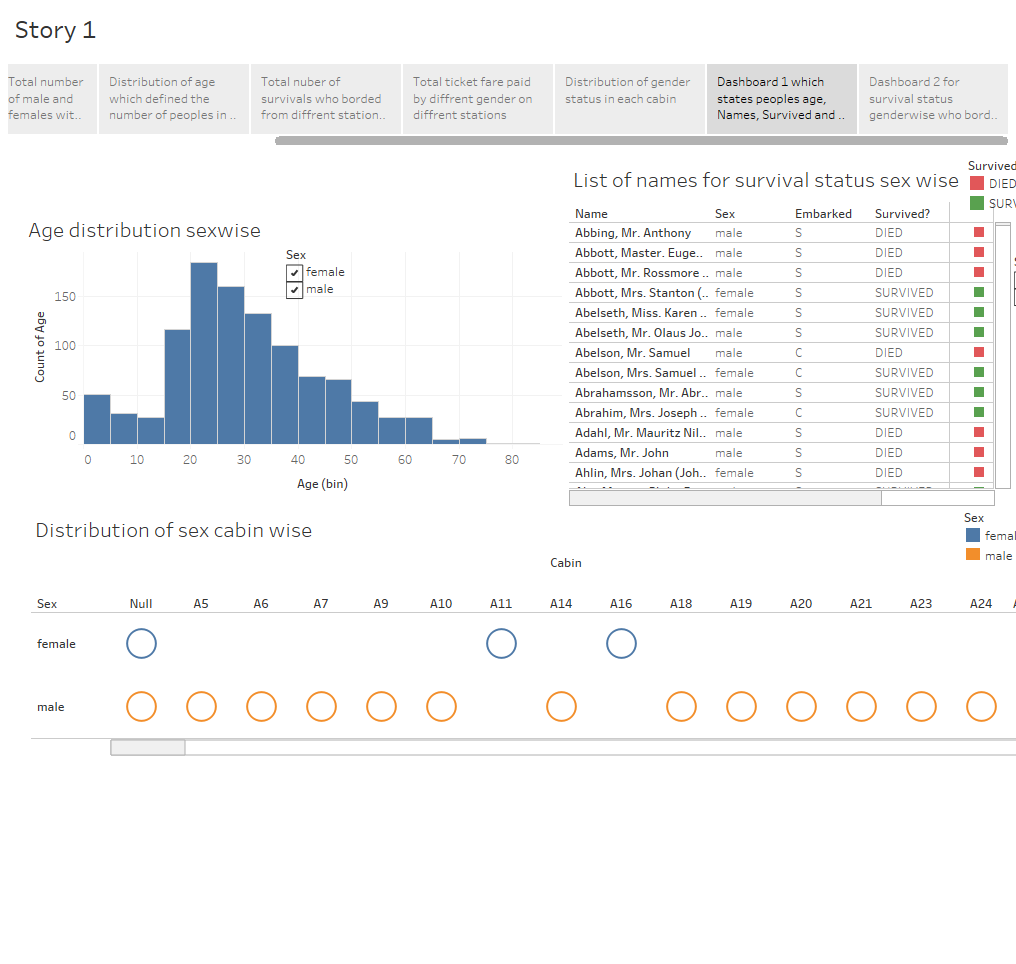 Story 1
Total number of male and females wit..
Distribution of age which defined the number of peoples in ..
Total nuber of survivals who borded from diffrent station..
Total ticket fare paid by diffrent gender on diffrent stations
Distribution of gender status in each cabin
Dashboard 1 which states peoples age, Names, Survived and ..
Dashboard 2 for survival status genderwise who bord..
Age distribution sexwise
Sex
female
male
Count of Age
150
100
50
0
0 10 20 30 40 50 60 70 80
Age (bin)
List of names for survival status sex wise
Survived
DIED
SURV
Name Sex Embarked Survived?
Abbing, Mr. Anthony male S DIED
Abbott, Master. Euge.. male S DIED
Abbott, Mr. Rossmore .. male S DIED
Abbott, Mrs. Stanton (.. female S SURVIVED
Abelseth, Miss. Karen .. female S SURVIVED
Abelseth, Mr. Olaus Jo.. male S SURVIVED
Abelson, Mr. Samuel male C DIED
Abelson, Mrs. Samuel .. female C SURVIVED
Abrahamsson, Mr. Abr.. male S SURVIVED
Abrahim, Mrs. Joseph .. female C SURVIVED
Adahl, Mr. Mauritz Nil.. male S DIED
Adams, Mr. John male S DIED
Ahlin, Mrs. Johan (Joh.. female S DIED
Distribution of sex cabin wise
Sex
femal
male
Cabin
Sex Null A5 A6 A7 A9 A10 A11 A14 A16 A18 A19 A20 A21 A23 A24
female
male